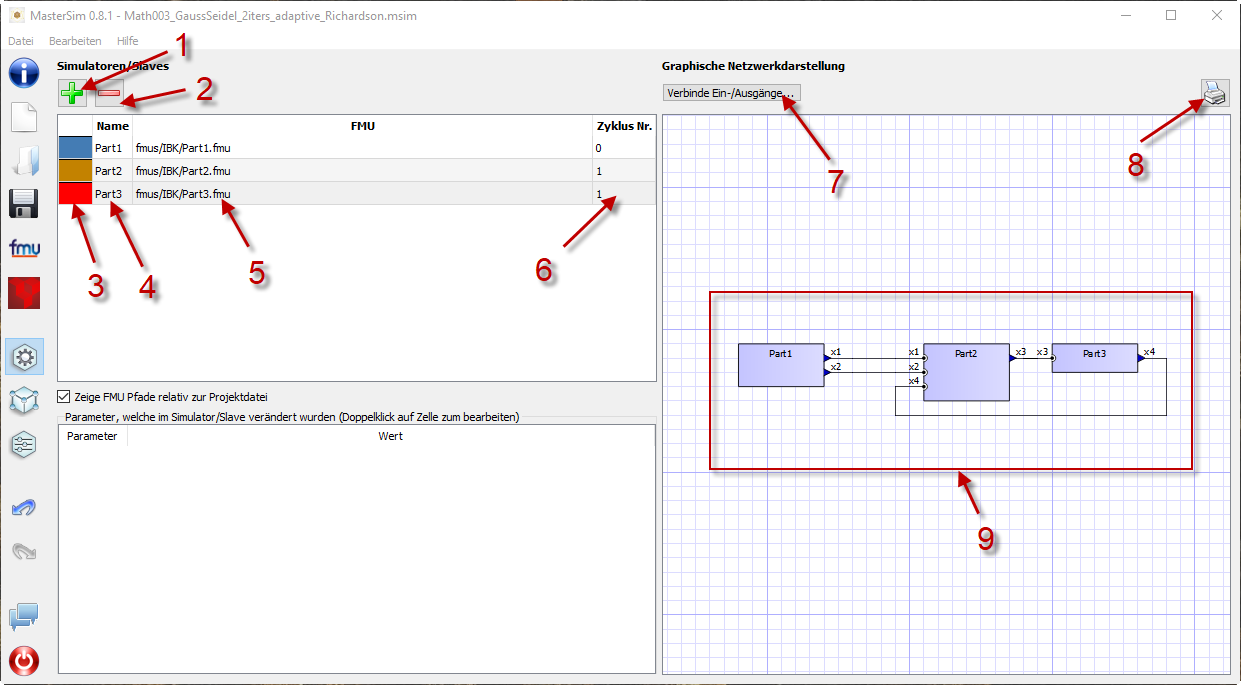 MasterSim 0.8.1 - Math003_GaussSeidel_2iters_adaptive_Richardson.msim
Datei Bearbeiten Hilfe
1
Simulatoren/Slaves
Graphische Netzwerkdarstellung
2
Verbinde Ein-/Ausgänge...
Name FMU Zyklus Nr.
Part1 fmus/IBK/Part1.fmu 0
Part2 fmus/IBK/Part2.fmu 1
Part3 fmus/IBK/Part3.fmu 1
7
8
fmu
3
4
5
6
Part1 x1 x1 Part2 x3 x3 Part3 x4
x2 x2
x4
Zeige FMU Pfade relativ zur Projektdatei
Parameter, welche im Simulator/Slave verändert wurden (Doppelklick auf Zelle zum bearbeiten)
Parameter Wert
9